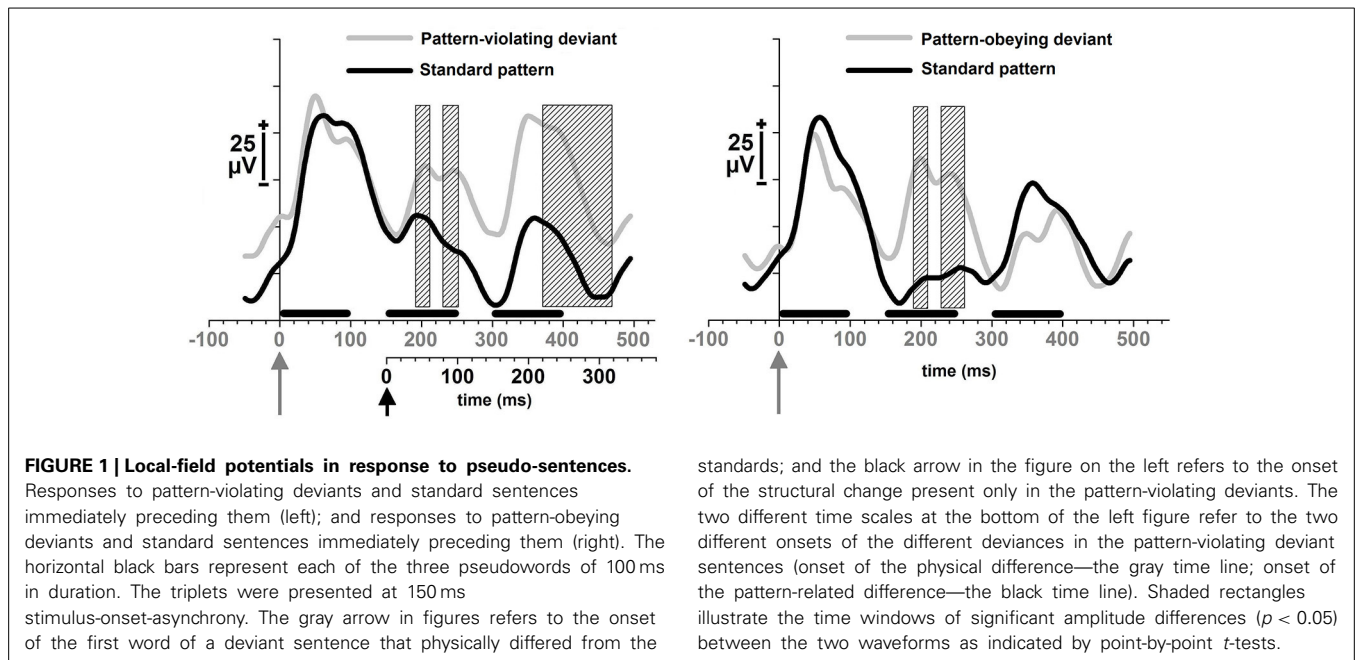 Pattern-violating deviant
Standard pattern
25
µV
+
−
-100 0 100 200 300 400 500
0 100 200 300
time (ms)
Pattern-obeying deviant
Standard pattern
25
µV
+
−
-100 0 100 200 300 400 500
time (ms)
FIGURE 1 | Local-field potentials in response to pseudo-sentences.
Responses to pattern-violating deviants and standard sentences
immediately preceding them (left); and responses to pattern-obeying
deviants and standard sentences immediately preceding them (right). The
horizontal black bars represent each of the three pseudowords of 100 ms
in duration. The triplets were presented at 150 ms
stimulus-onset-asynchrony. The gray arrow in figures refers to the onset
of the first word of a deviant sentence that physically differed from the
standards; and the black arrow in the figure on the left refers to the onset
of the structural change present only in the pattern-violating deviants. The
two different time scales at the bottom of the left figure refer to the two
different onsets of the different deviances in the pattern-violating deviant
sentences (onset of the physical difference—the gray time line; onset of
the pattern-related difference—the black time line). Shaded rectangles
illustrate the time windows of significant amplitude differences (p < 0.05)
between the two waveforms as indicated by point-by-point t-tests.